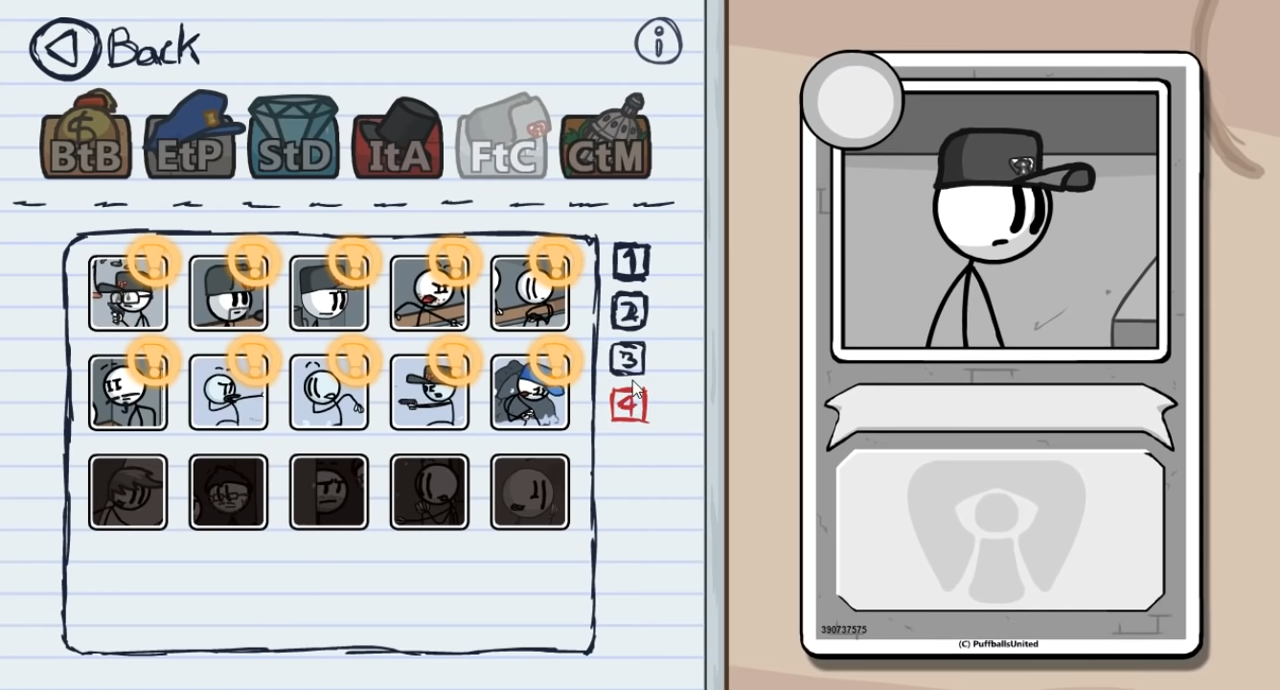 Back
i
BtB EtP StD ItA FtC CtM
1
2
3
4
390737575
(C) PuffballsUnited